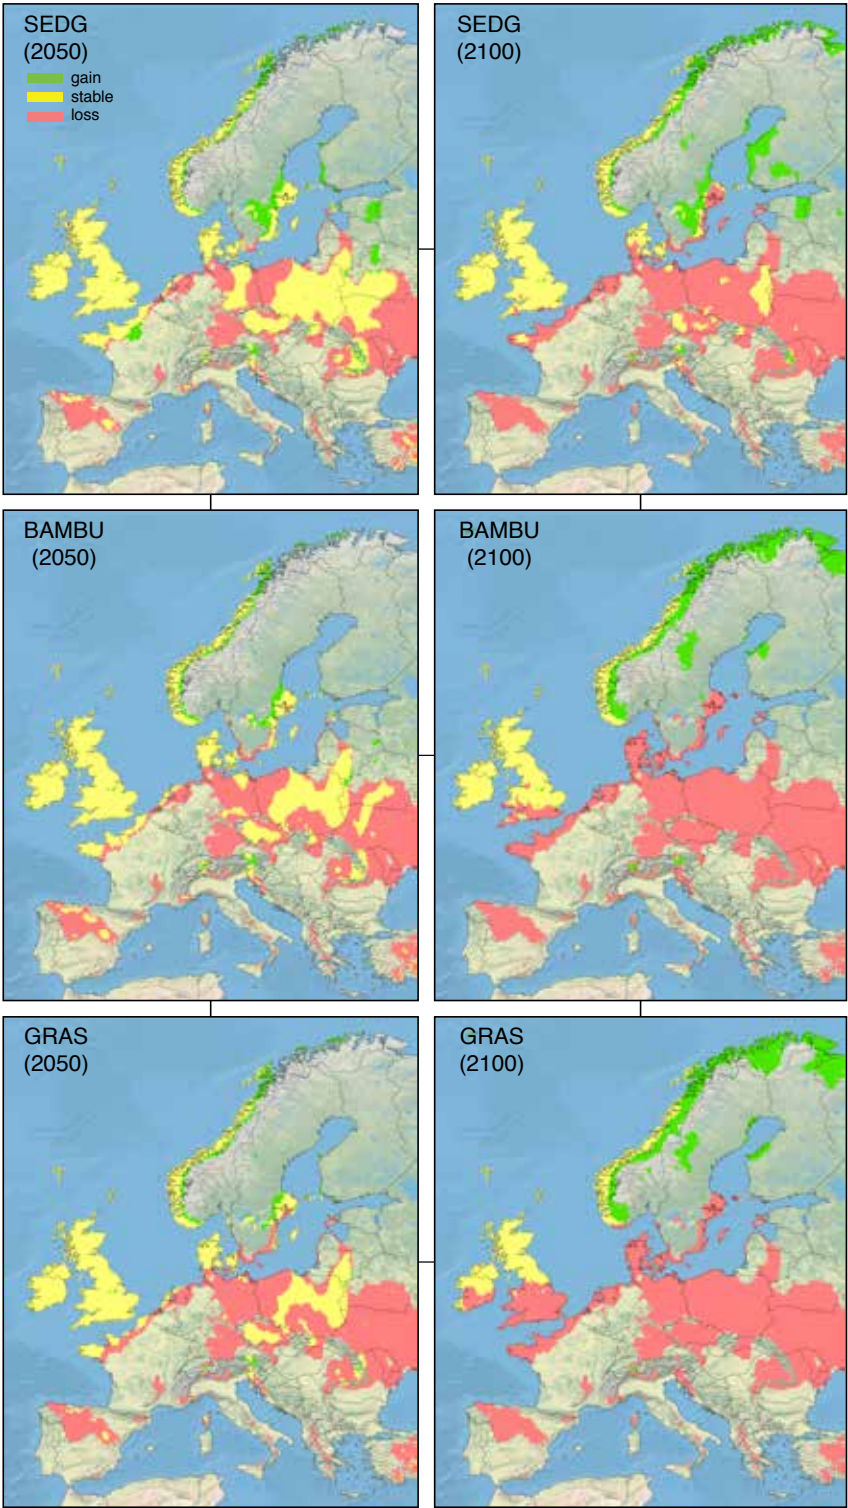 SEDG
(2050)
gain
stable
loss
SEDG
(2100)
BAMBU
(2050)
BAMBU
(2100)
GRAS
(2050)
GRAS
(2100)